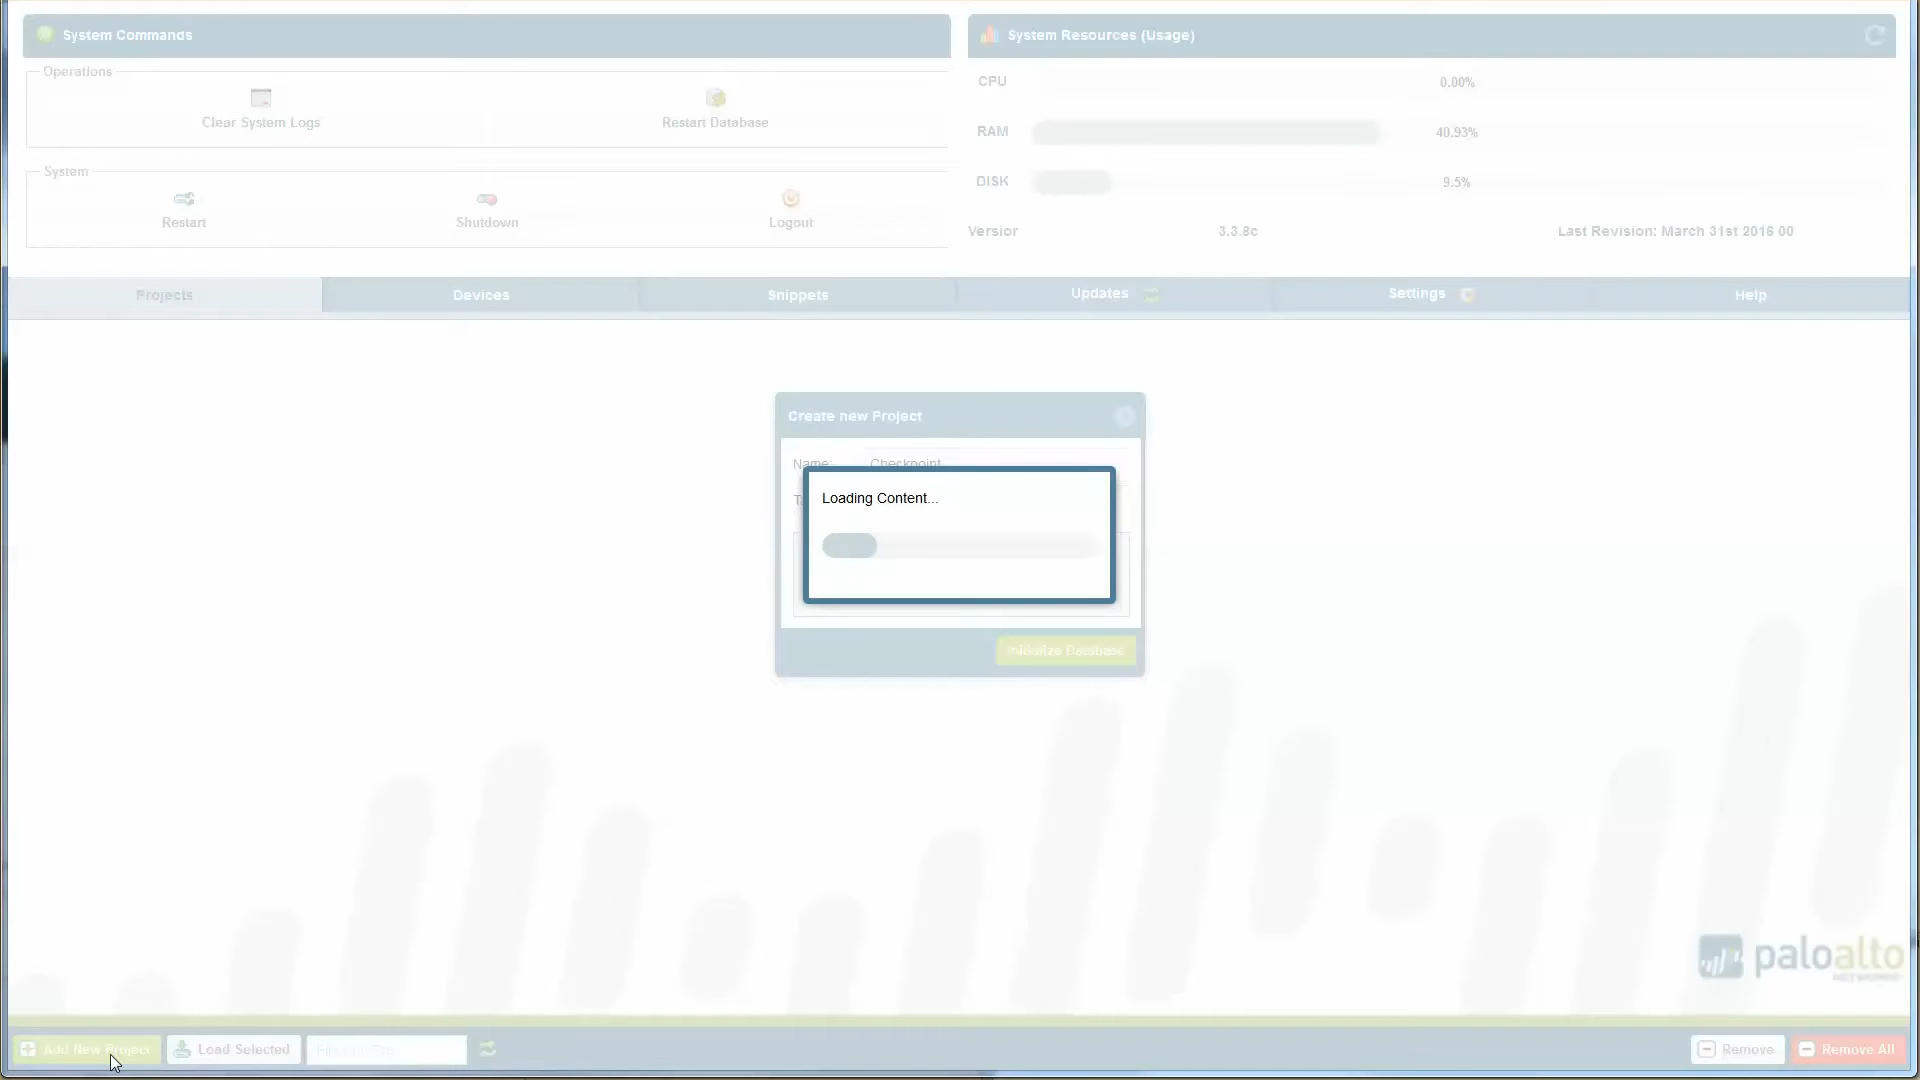 System Commands
System Resources (Usage)
Operations
Clear System Logs
Restart Database
System
Restart
Shutdown
Logout
CPU
0.00%
RAM
40.93%
DISK
9.5%
Version
3.3.8c
Last Revision: March 31st 2016 00
Projects
Devices
Snippets
Updates
Settings
Help
Create new Project
Name:
Checkpoint
Loading Content...
Initialize Database
paloalto
NETWORKS
Add New Project
Load Selected
Remove
Remove All